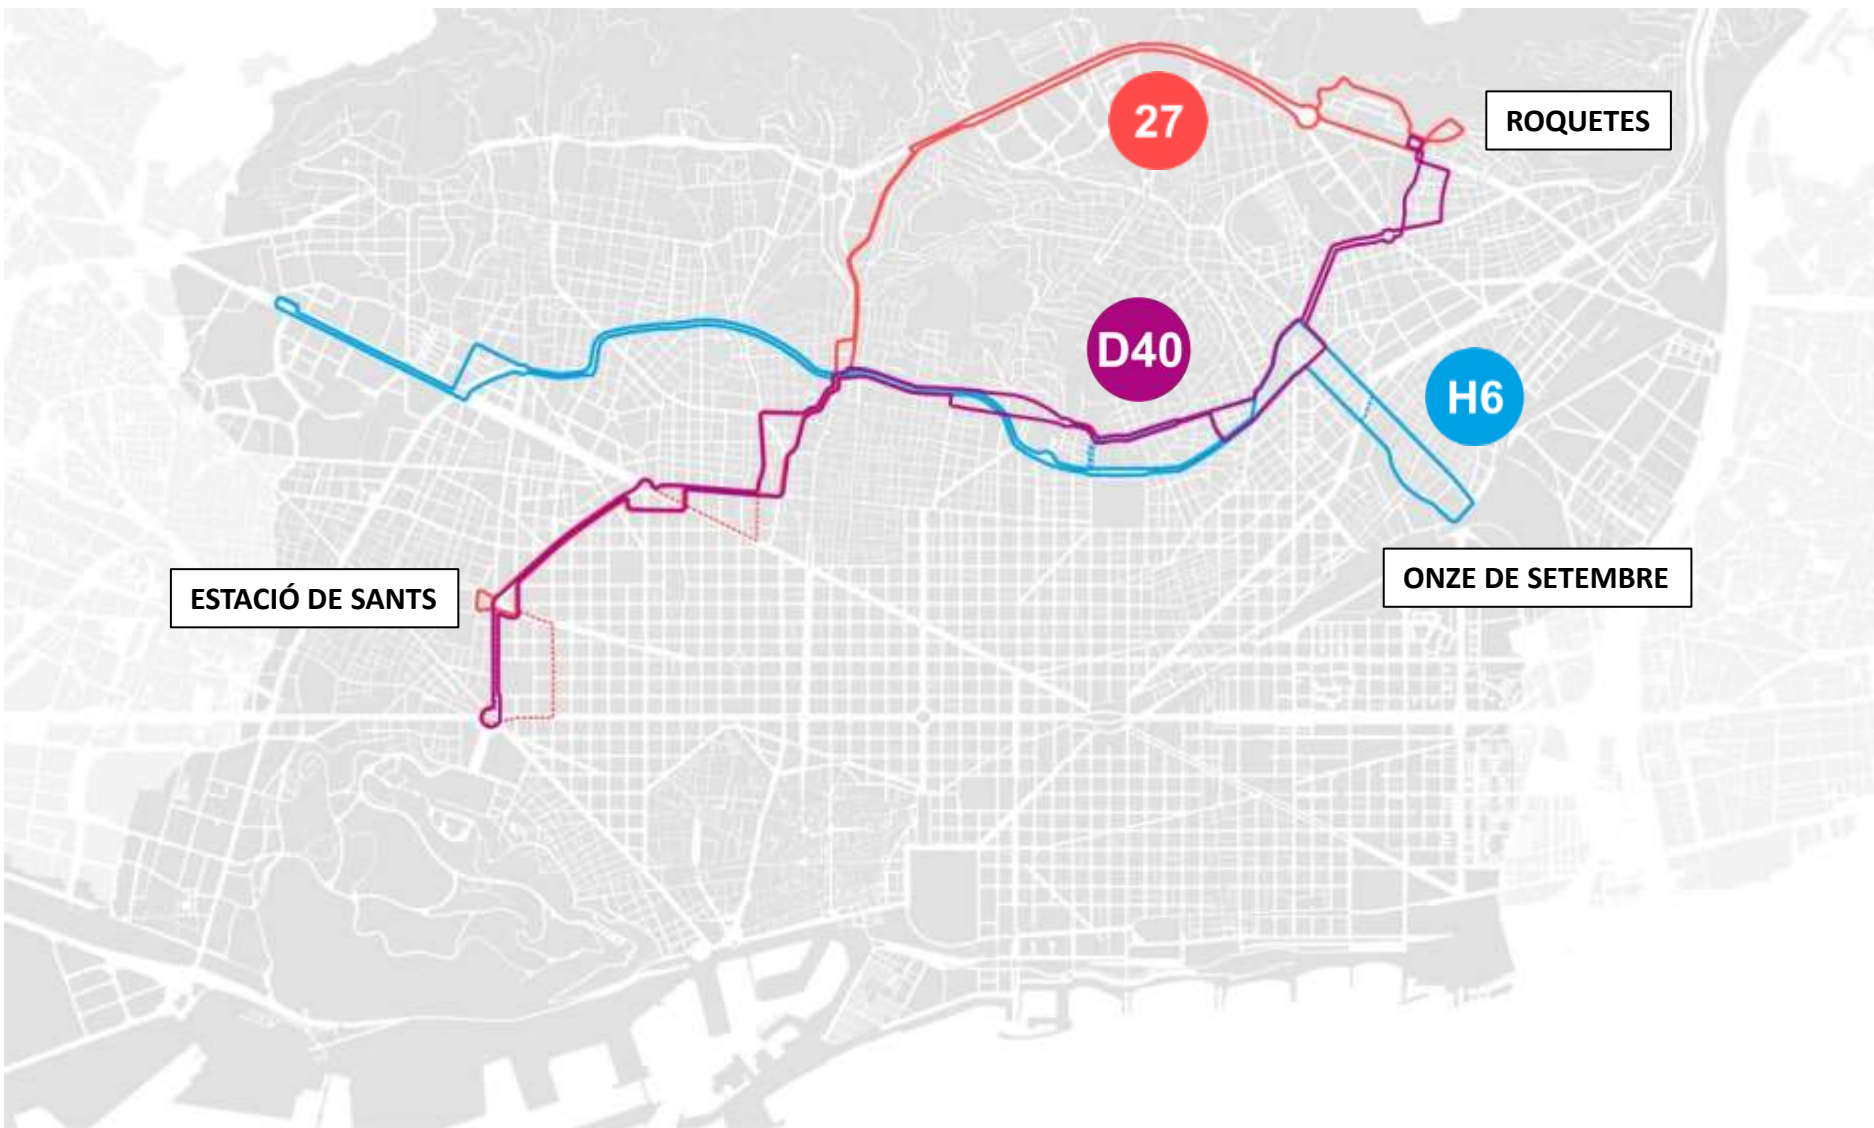 27
ROQUETES
D40
H6
ONZE DE SETEMBRE
ESTACIÓ DE SANTS